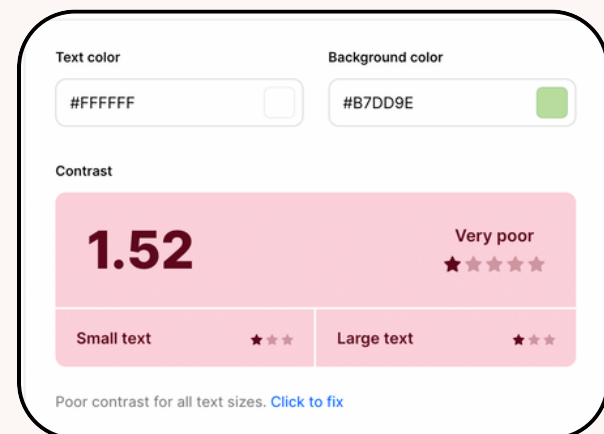 Text color
Background color
#FFFFFF
#B7DD9E
Contrast
1.52
Very poor
Small text
Large text
Poor contrast for all text sizes. Click to fix